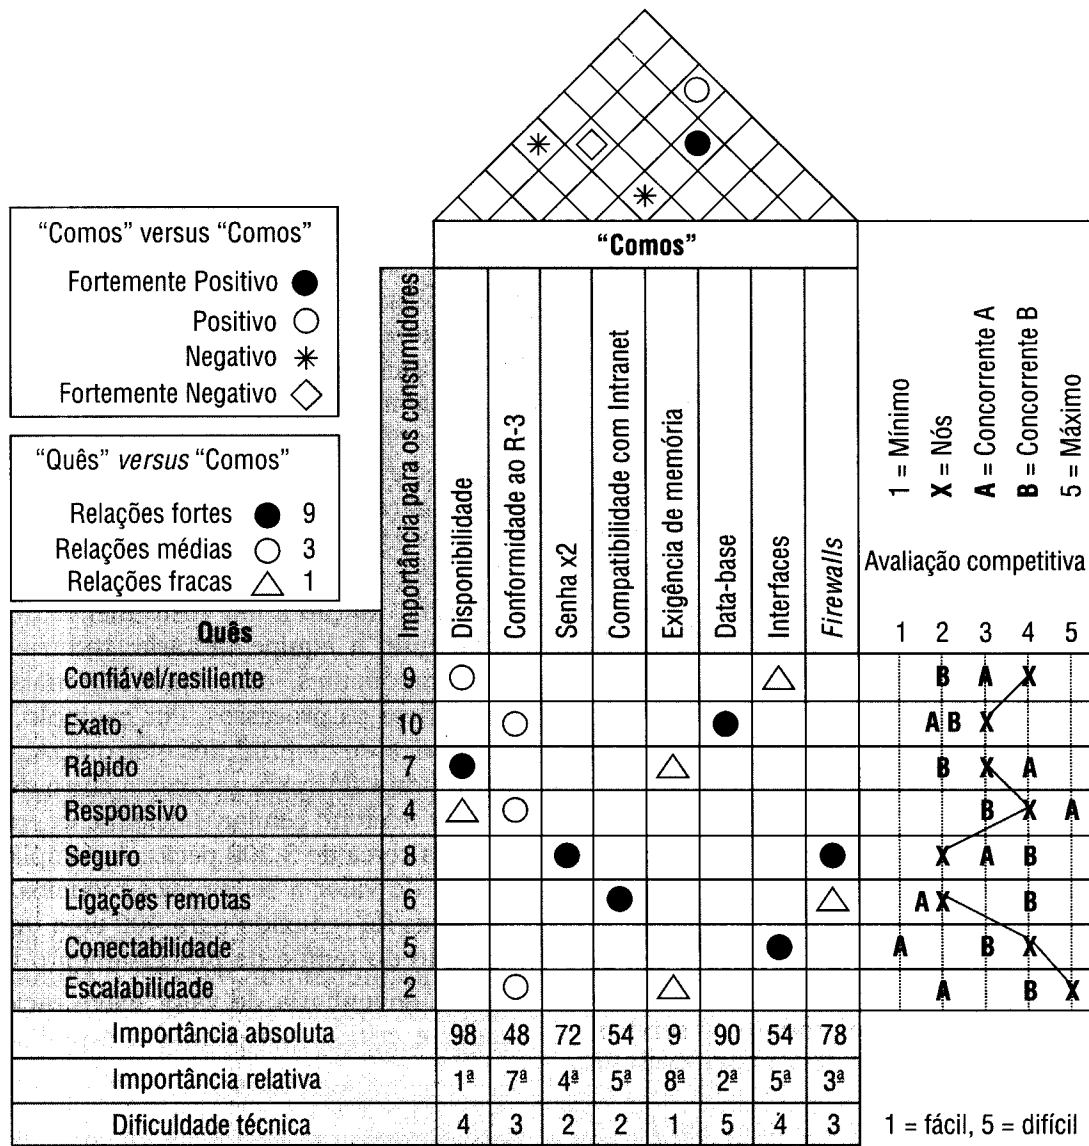 "Comos" versus "Comos"
Fortemente Positivo
Positivo
Negativo
Fortemente Negativo
"Quês" versus "Comos"
Relações fortes 9
Relações médias 3
Relações fracas 1
"Comos"
Importância para os consumidores
Disponibilidade
Conformidade ao R-3
Senha x2
Compatibilidade com Intranet
Exigência de memória
Data-base
Interfaces
Firewalls
1 = Mínimo
X = Nós
A = Concorrente A
B = Concorrente B
5 = Máximo
Avaliação competitiva
Quês 1 2 3 4 5
Confiável/resiliente 9 B A X
Exato 10 A B X
Rápido 7 B X A
Responsivo 4 B X A
Seguro 8 X A B
Ligações remotas 6 A X B
Conectabilidade 5 A B X
Escalabilidade 2 A B X
Importância absoluta 98 48 72 54 9 90 54 78
Importância relativa 1ª 7ª 4ª 5ª 8ª 2ª 5ª 3ª
Dificuldade técnica 4 3 2 2 1 5 4 3 1 = fácil, 5 = difícil